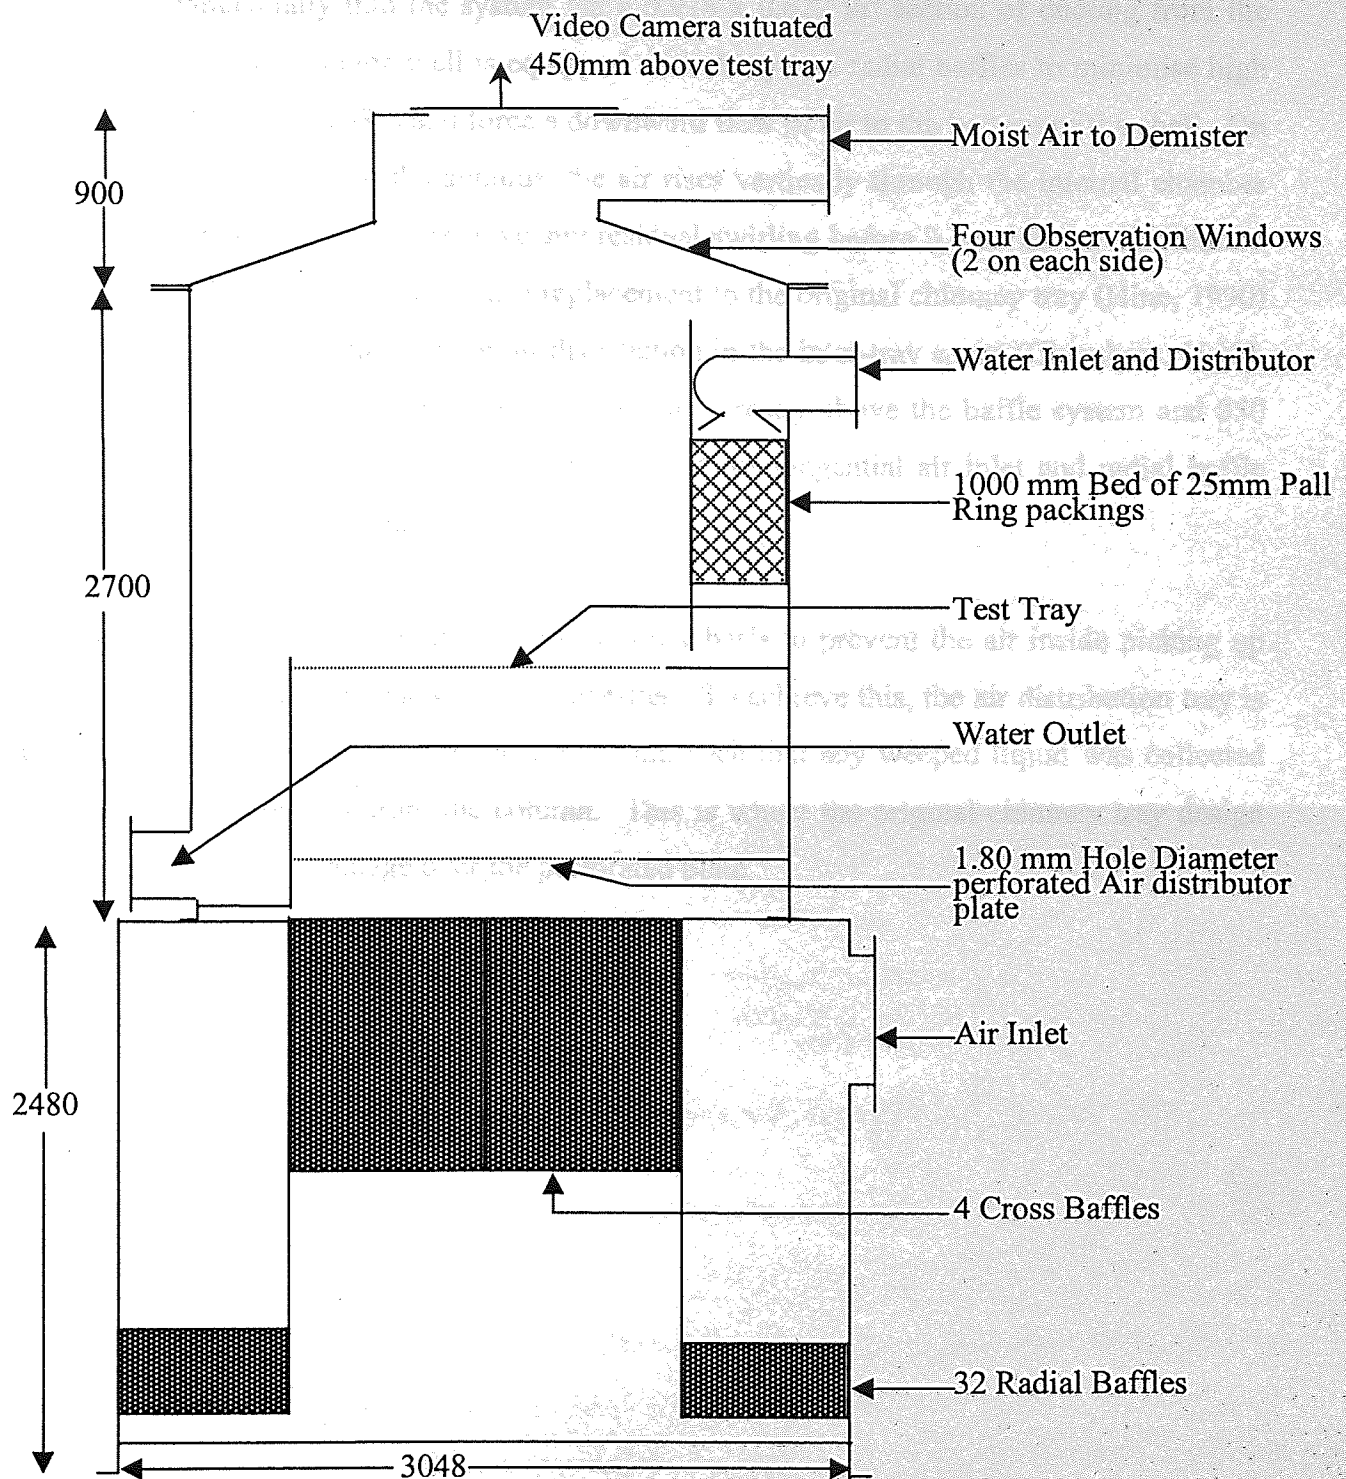 Video Camera situated
450mm above test tray
Moist Air to Demister
900
Four Observation Windows
(2 on each side)
Water Inlet and Distributor
1000 mm Bed of 25mm Pall
Ring packings
2700
Test Tray
Water Outlet
1.80 mm Hole Diameter
perforated Air distributor
plate
Air Inlet
2480
4 Cross Baffles
32 Radial Baffles
3048